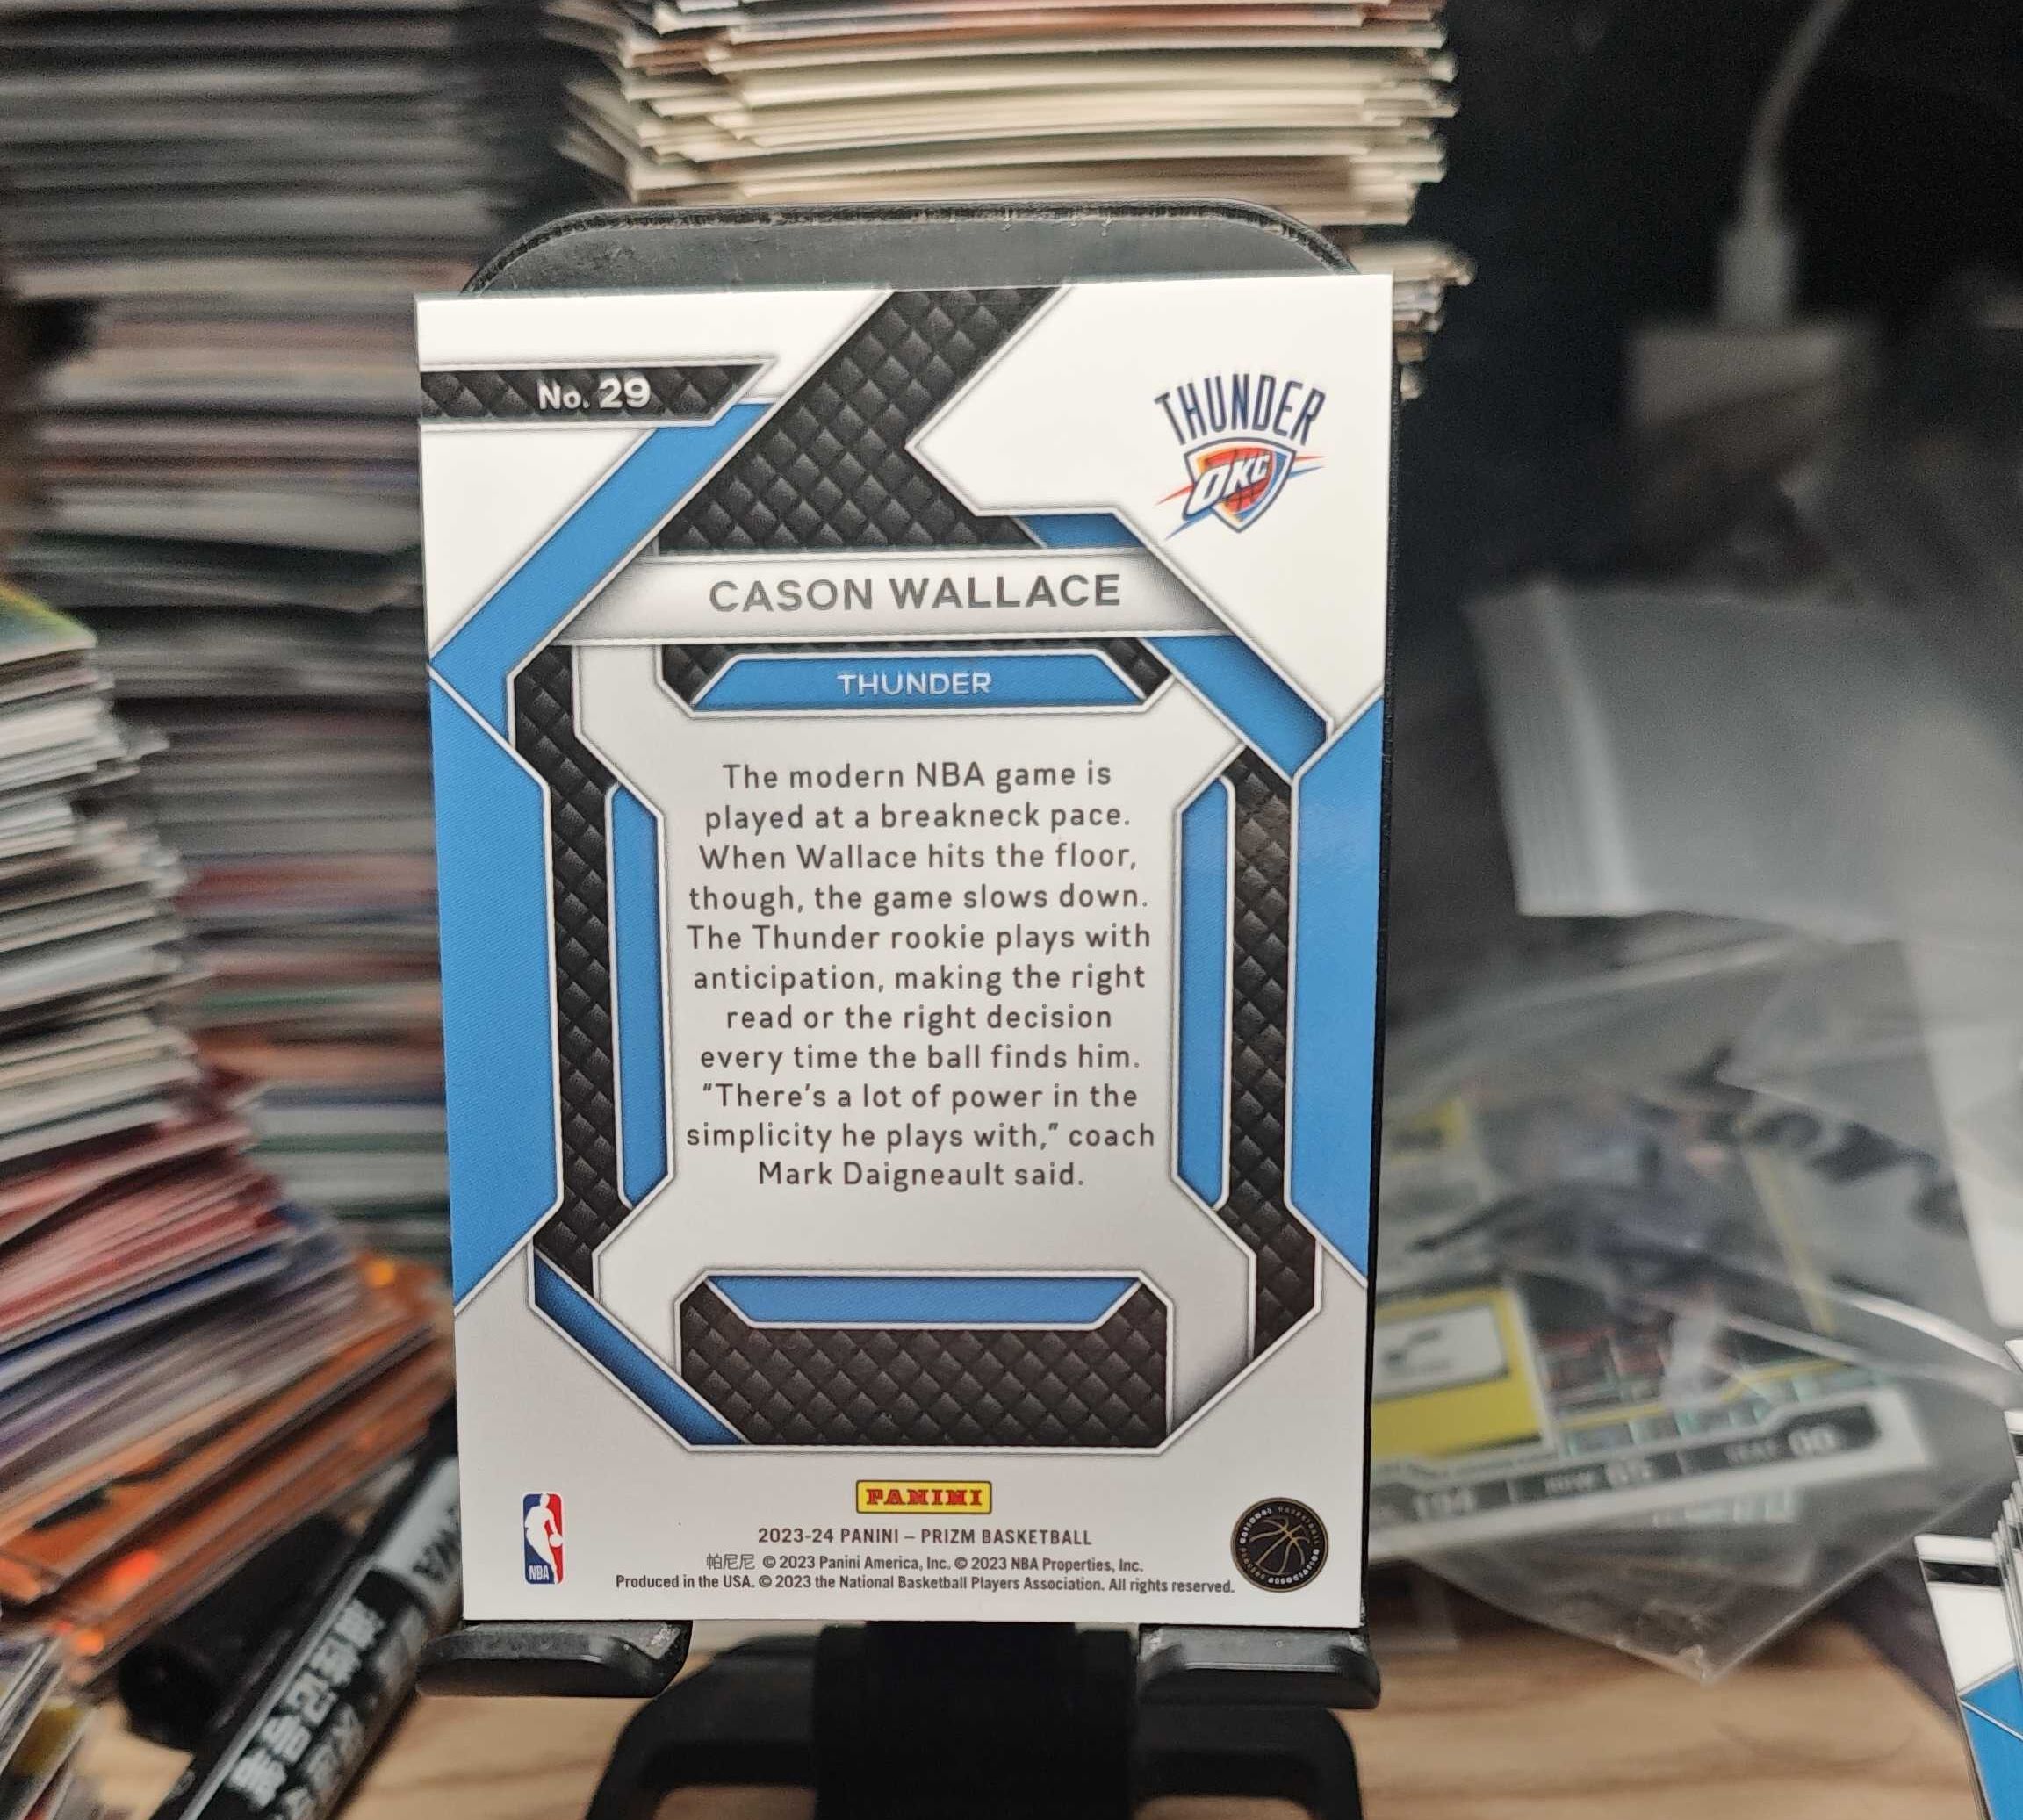 No. 29
THUNDER
OKC
CASON WALLACE
THUNDER
The modern NBA game is
played at a breakneck pace.
When Wallace hits the floor,
though, the game slows down.
The Thunder rookie plays with
anticipation, making the right
read or the right decision
every time the ball finds him.
"There's a lot of power in the
simplicity he plays with," coach
Mark Daigneault said.
PANINI
2023-24 PANINI – PRIZM BASKETBALL
帕尼尼 © 2023 Panini America, Inc. © 2023 NBA Properties, Inc.
Produced in the USA. © 2023 the National Basketball Players Association. All rights reserved.
NBA
NATIONAL BASKETBALL PLAYERS ASSOCIATION